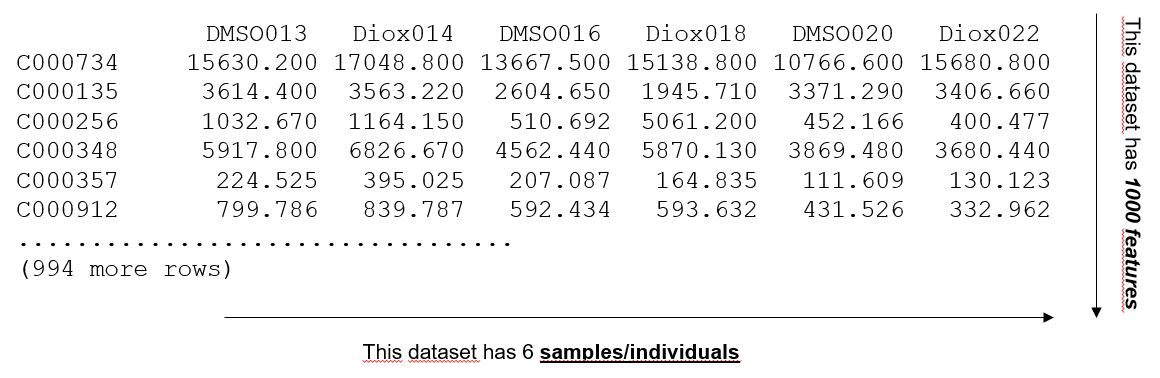 DMSO013 Diox014 DMSO016 Diox018 DMSO020 Diox022
C000734 15630.200 17048.800 13667.500 15138.800 10766.600 15680.800
C000135 3614.400 3563.220 2604.650 1945.710 3371.290 3406.660
C000256 1032.670 1164.150 510.692 5061.200 452.166 400.477
C000348 5917.800 6826.670 4562.440 5870.130 3869.480 3680.440
C000357 224.525 395.025 207.087 164.835 111.609 130.123
C000912 799.786 839.787 592.434 593.632 431.526 332.962
..................................
(994 more rows)
This dataset has 6 samples/individuals
This dataset has 1000 features